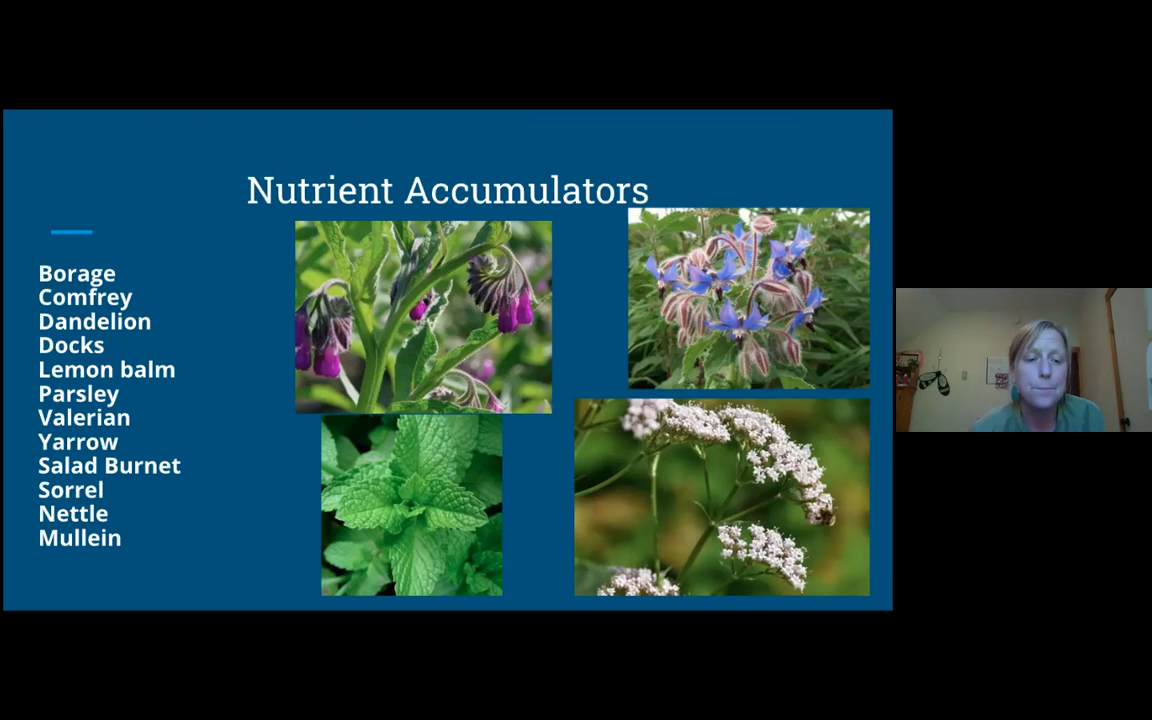 Nutrient Accumulators
Borage
Comfrey
Dandelion
Docks
Lemon balm
Parsley
Valerian
Yarrow
Salad Burnet
Sorrel
Nettle
Mullein